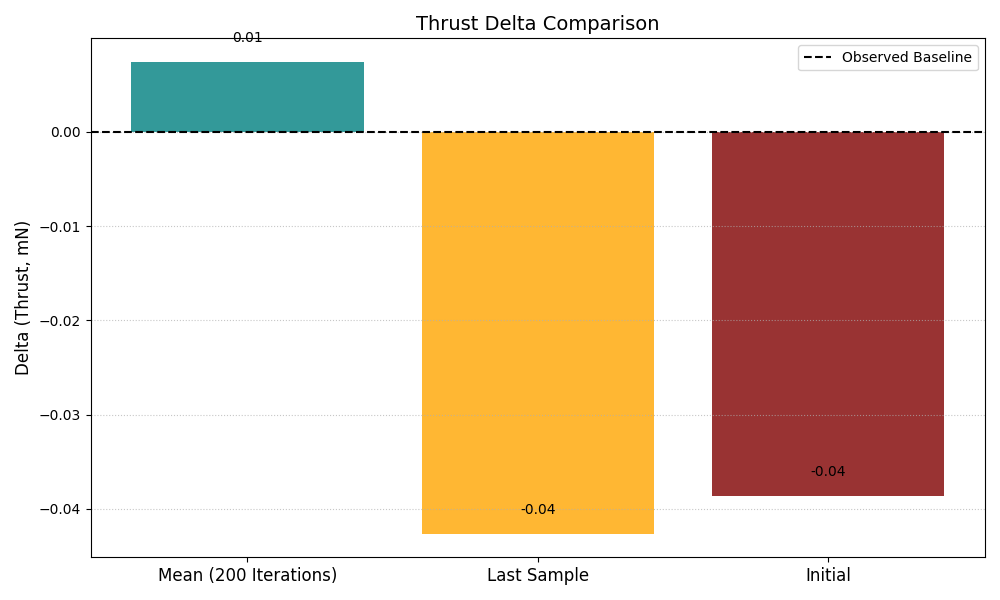 Thrust Delta Comparison
0.01
Observed Baseline
0.00
−0.01
−0.02
−0.03
−0.04
Delta (Thrust, mN)
-0.04
-0.04
Mean (200 Iterations)
Last Sample
Initial